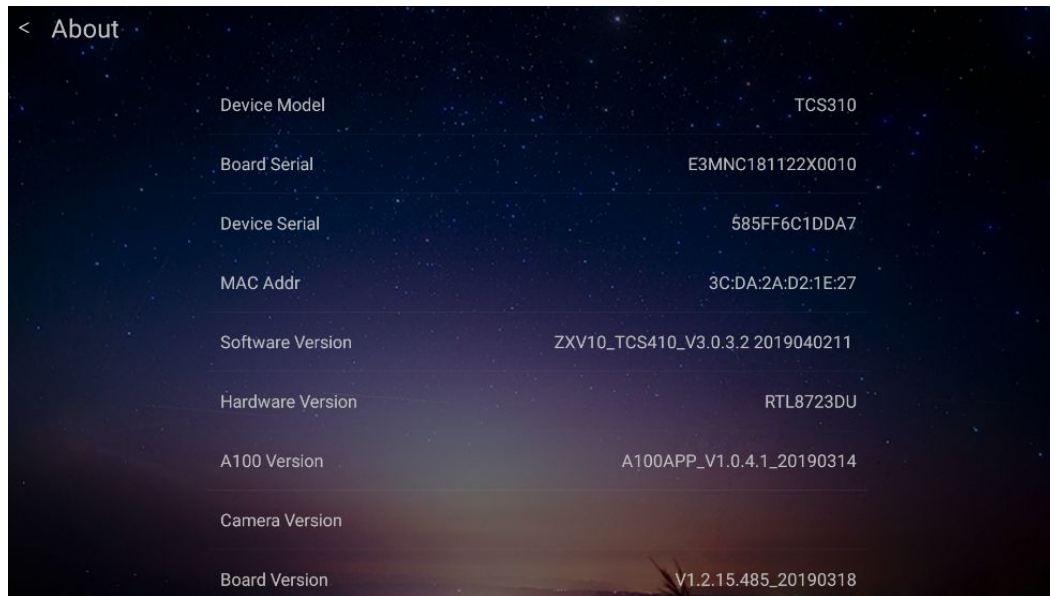 < About
Device Model TCS310
Board Serial E3MNC181122X0010
Device Serial 585FF6C1DDA7
MAC Addr 3C:DA:2A:D2:1E:27
Software Version ZXV10_TCS410_V3.0.3.2 2019040211
Hardware Version RTL8723DU
A100 Version A100APP_V1.0.4.1_20190314
Camera Version
Board Version V1.2.15.485_20190318